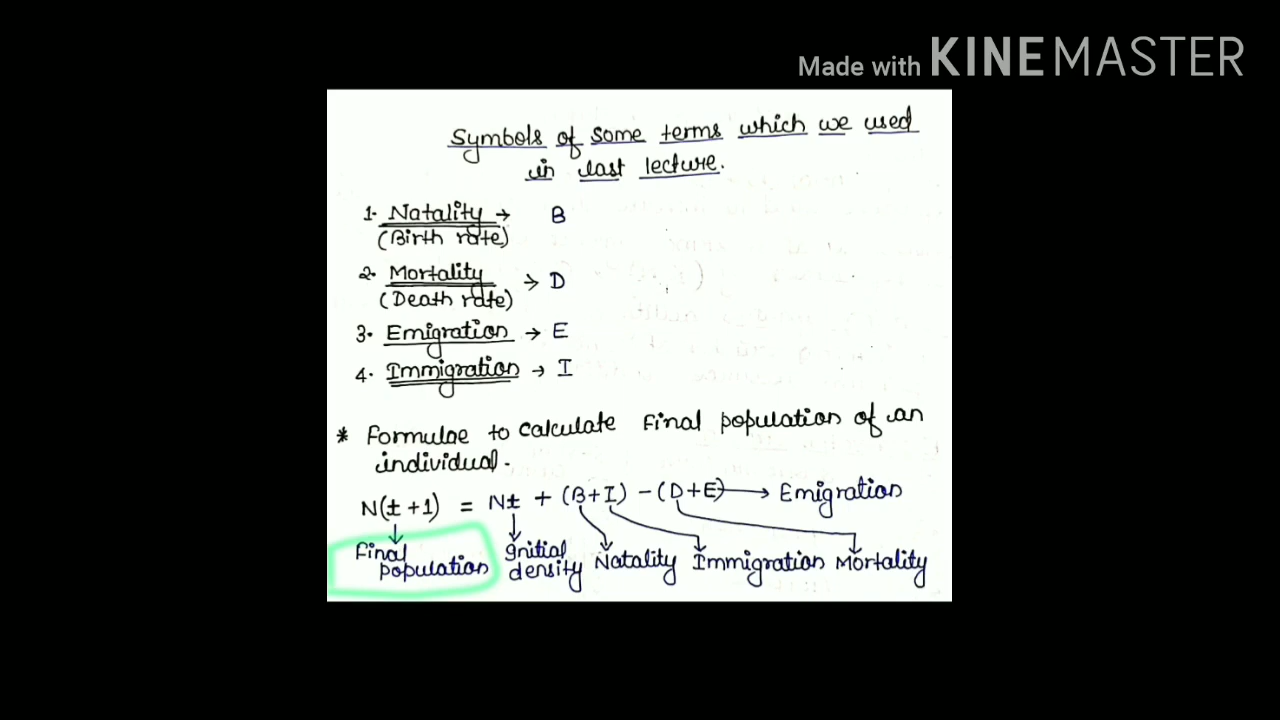 Made with KINEMASTER
Symbols of some terms which we used
in last lecture.
1. Natality → B
(Birth rate)
2. Mortality → D
(Death rate)
3. Emigration → E
4. Immigration → I
* Formulae to calculate Final population of an
individual.
N(t+1) = Nt + (B+I) - (D+E) → Emigration
Final Initial Natality Immigration Mortality
population density